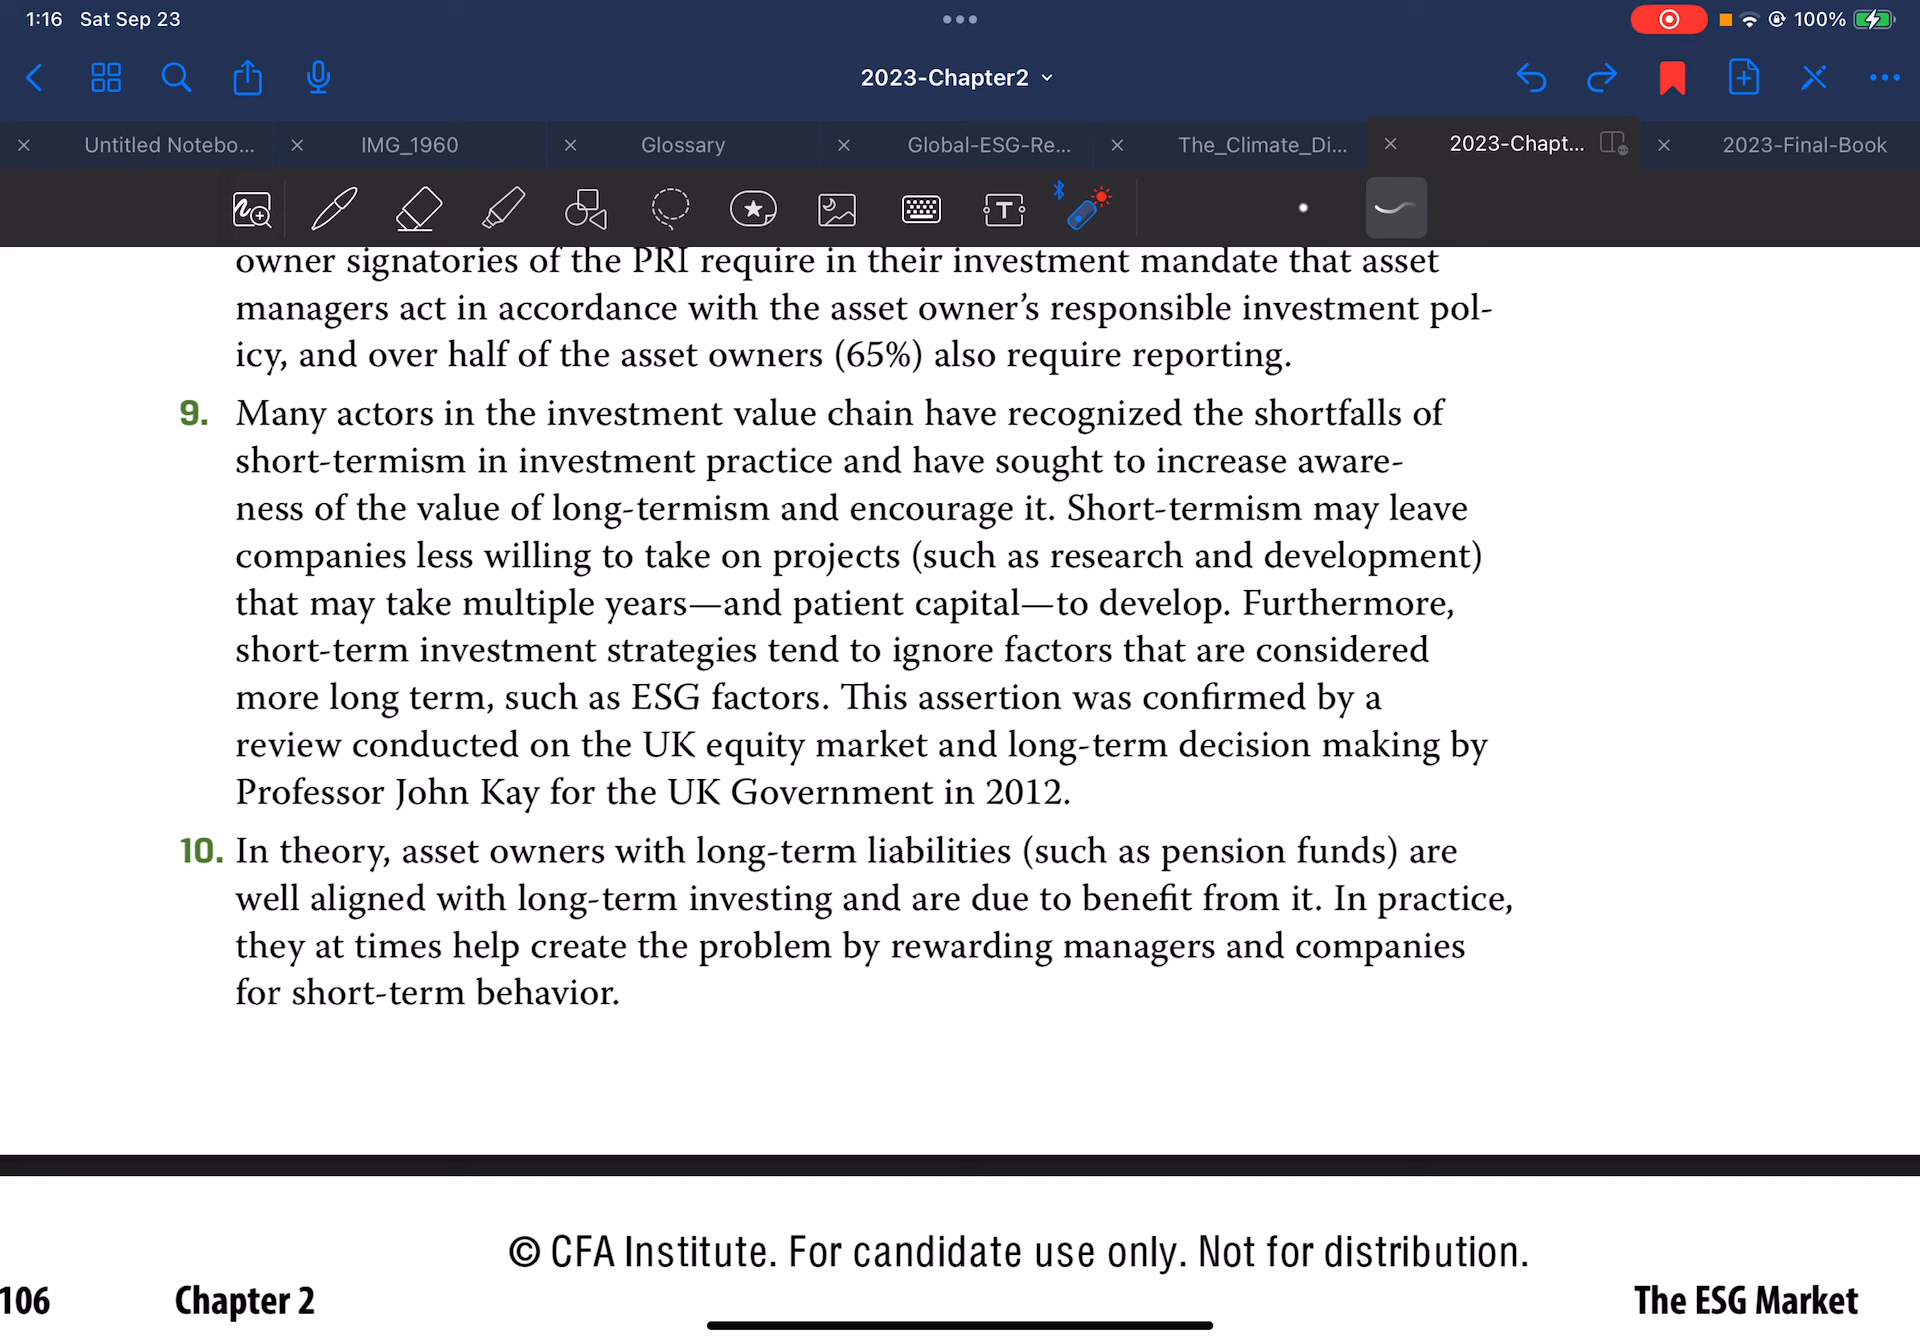 1:16 Sat Sep 23
100%
2023-Chapter2
Untitled Notebo...
IMG_1960
Glossary
Global-ESG-Re...
The_Climate_Di...
2023-Chapt...
2023-Final-Book
owner signatories of the PRI require in their investment mandate that asset
managers act in accordance with the asset owner’s responsible investment pol-
icy, and over half of the asset owners (65%) also require reporting.
9. Many actors in the investment value chain have recognized the shortfalls of
short-termism in investment practice and have sought to increase aware-
ness of the value of long-termism and encourage it. Short-termism may leave
companies less willing to take on projects (such as research and development)
that may take multiple years—and patient capital—to develop. Furthermore,
short-term investment strategies tend to ignore factors that are considered
more long term, such as ESG factors. This assertion was confirmed by a
review conducted on the UK equity market and long-term decision making by
Professor John Kay for the UK Government in 2012.
10. In theory, asset owners with long-term liabilities (such as pension funds) are
well aligned with long-term investing and are due to benefit from it. In practice,
they at times help create the problem by rewarding managers and companies
for short-term behavior.
© CFA Institute. For candidate use only. Not for distribution.
106 Chapter 2 The ESG Market